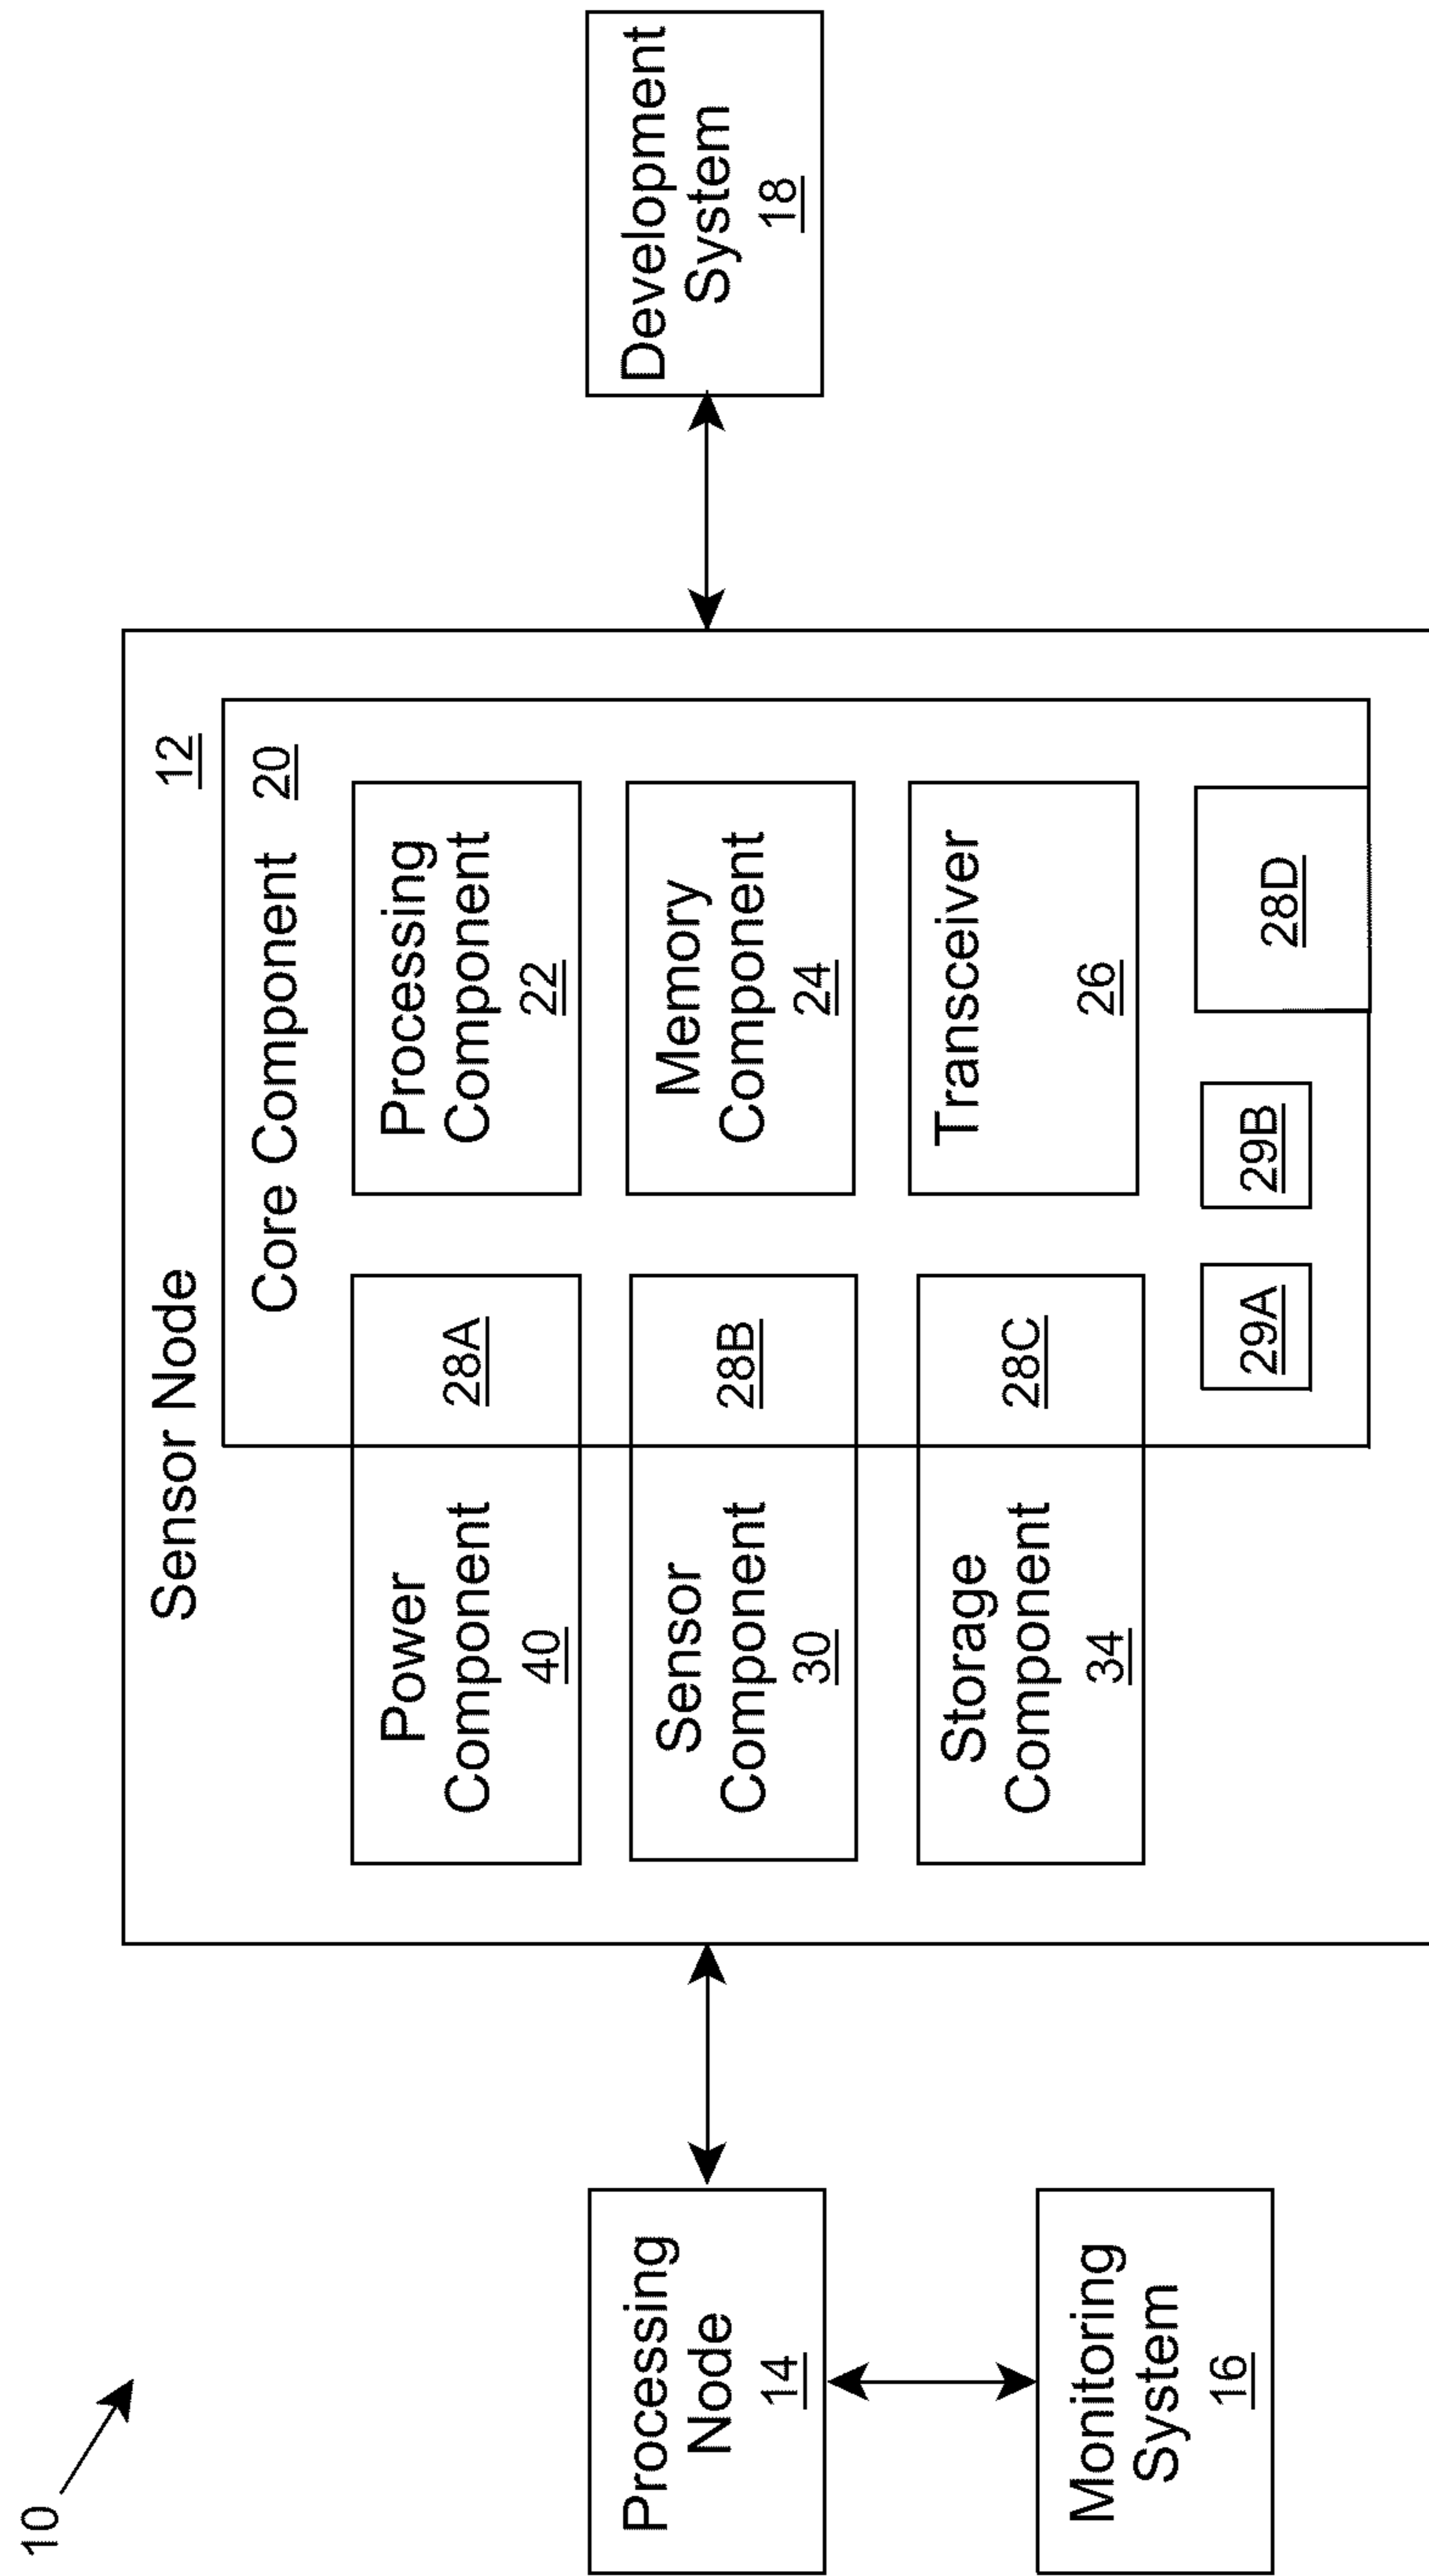 10
Sensor Node
12
Core Component 20
Power
Component
40
28A
Processing
Component
22
Sensor
Component
30
28B
Memory
Component
24
Storage
Component
34
28C
Transceiver
26
29A
29B
28D
Processing
Node
14
Monitoring
System
16
Development
System
18